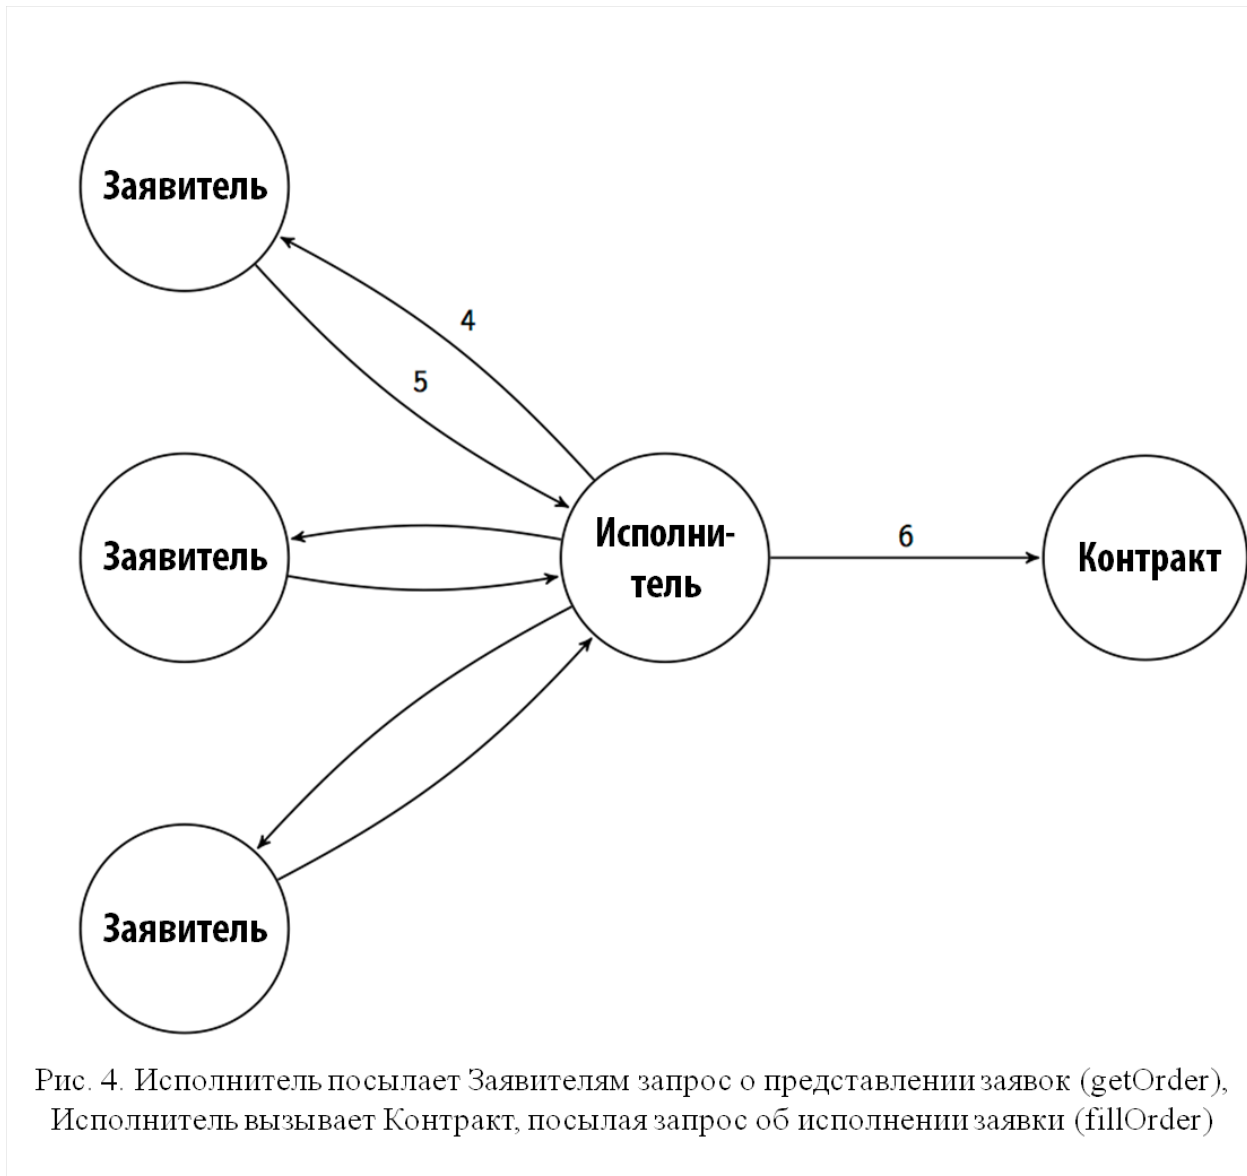 Заявитель
4
5
Заявитель
Исполни-
тель
6
Контракт
Заявитель
Рис. 4. Исполнитель посылает Заявителям запрос о представлении заявок (getOrder),
Исполнитель вызывает Контракт, посылая запрос об исполнении заявки (fillOrder)